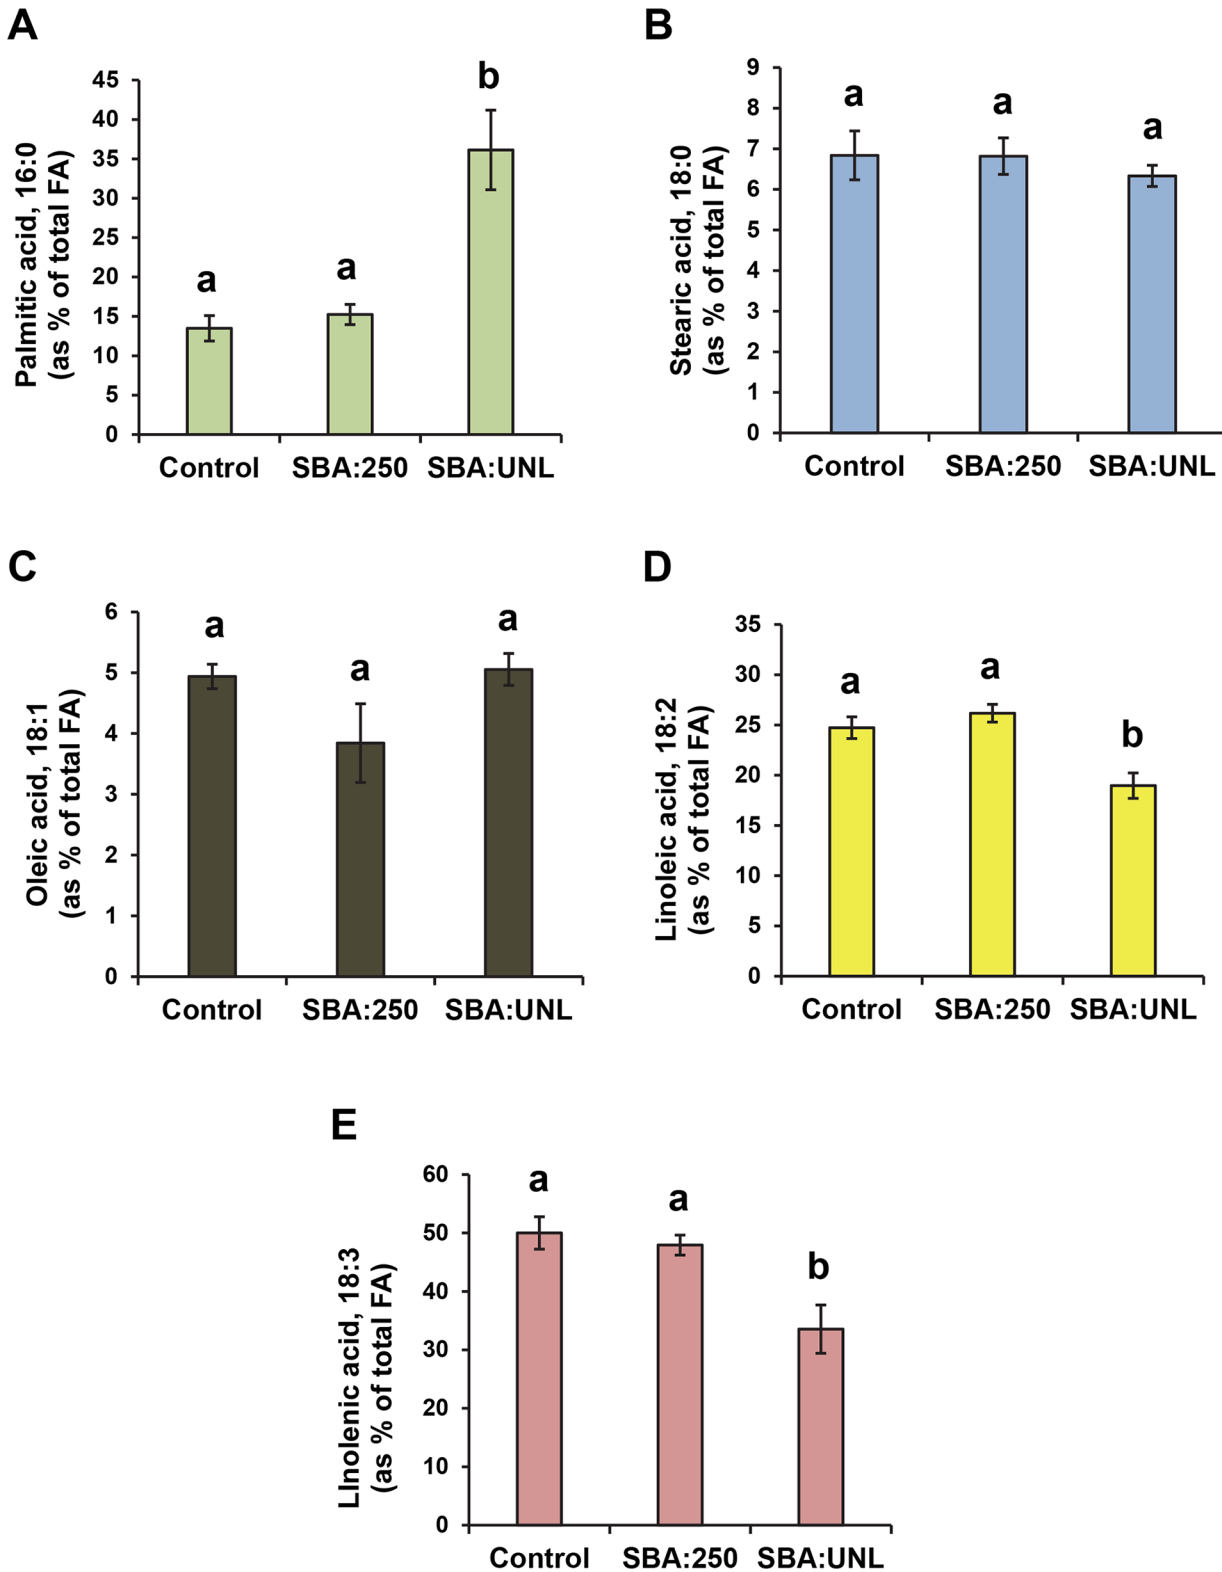 A
Palmitic acid, 16:0
(as % of total FA)
45
40
35
30
25
20
15
10
5
0
a
a
b
Control SBA:250 SBA:UNL
B
Stearic acid, 18:0
(as % of total FA)
9
8
7
6
5
4
3
2
1
0
a
a
a
Control SBA:250 SBA:UNL
C
Oleic acid, 18:1
(as % of total FA)
6
5
4
3
2
1
0
a
a
a
Control SBA:250 SBA:UNL
D
Linoleic acid, 18:2
(as % of total FA)
35
30
25
20
15
10
5
0
a
a
b
Control SBA:250 SBA:UNL
E
LInolenic acid, 18:3
(as % of total FA)
60
50
40
30
20
10
0
a
a
b
Control SBA:250 SBA:UNL